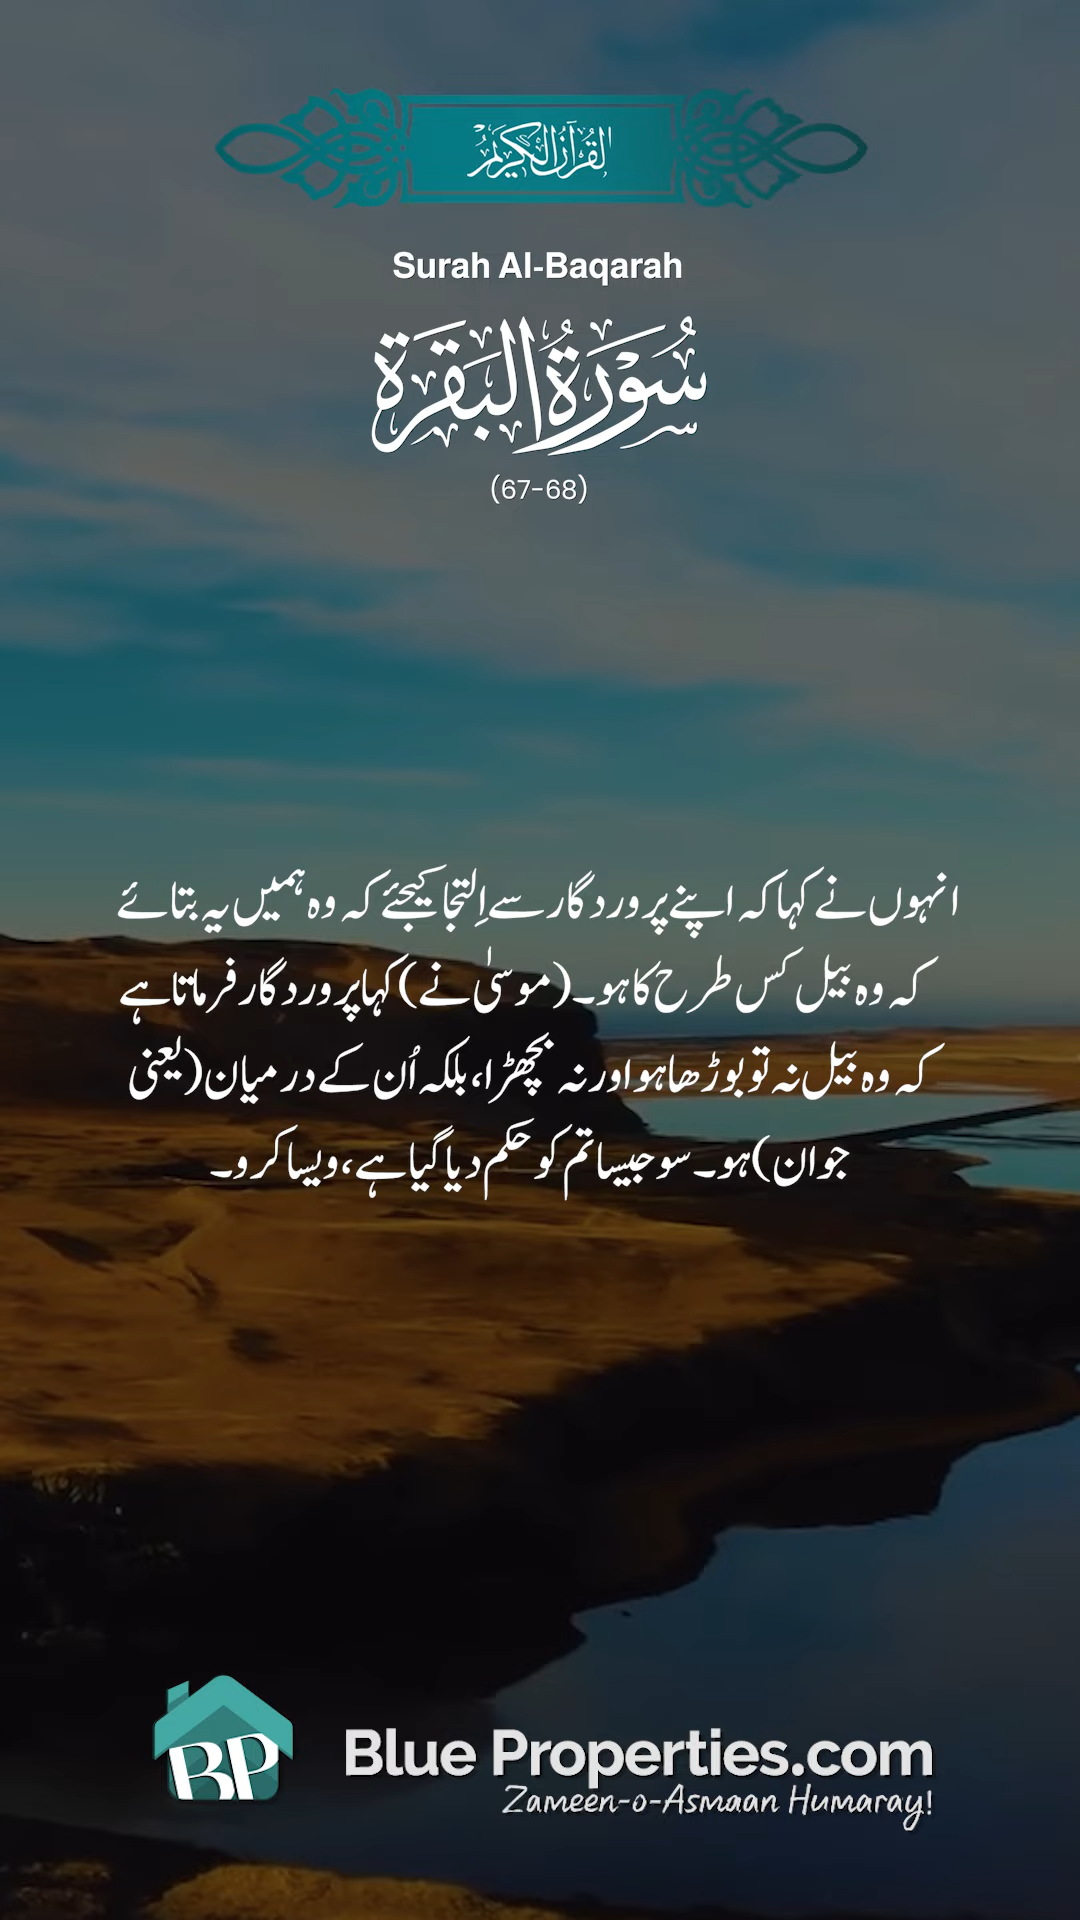 القرآن الكريم
Surah Al-Baqarah
سُوْرَةُ البَقَرَة
(67-68)
انہوں نے کہا کہ اپنے پروردگار سے اِلتجا کیجئے کہ وہ ہمیں یہ بتائے
کہ وہ بیل کس طرح کا ہو۔ (موسیٰ نے) کہا پروردگار فرماتا ہے
کہ وہ بیل نہ تو بوڑھا ہو اور نہ بچھڑا، بلکہ اُن کے درمیان (یعنی
جوان) ہو۔ سو جیسا تم کو حکم دیا گیا ہے، ویسا کرو۔
BP
Blue Properties.com
Zameen-o-Asmaan Humaray!